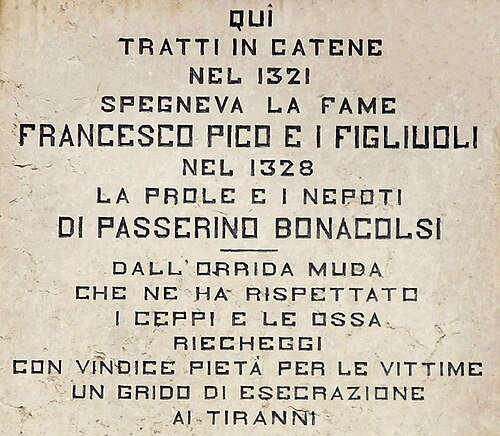 QUÎ
TRATTI IN CATENE
NEL 1321
SPEGNEVA LA FAME
FRANCESCO PICO E I FIGLIUOLI
NEL 1328
LA PROLE E I NEPOTI
DI PASSERINO BONACOLSI
DALL'ORRIDA MUDA
CHE NE HA RISPETTATO
I CEPPI E LE OSSA
RIECHEGGI
CON VINDICE PIETÀ PER LE VITTIME
UN GRIDO DI ESECRAZIONE
AI TIRANNI